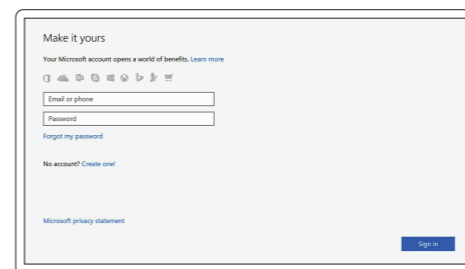 Make it yours
Your Microsoft account opens a world of benefits. Learn more
Email or phone
Password
Forgot my password
No account? Create one!
Microsoft privacy statement
Sign in